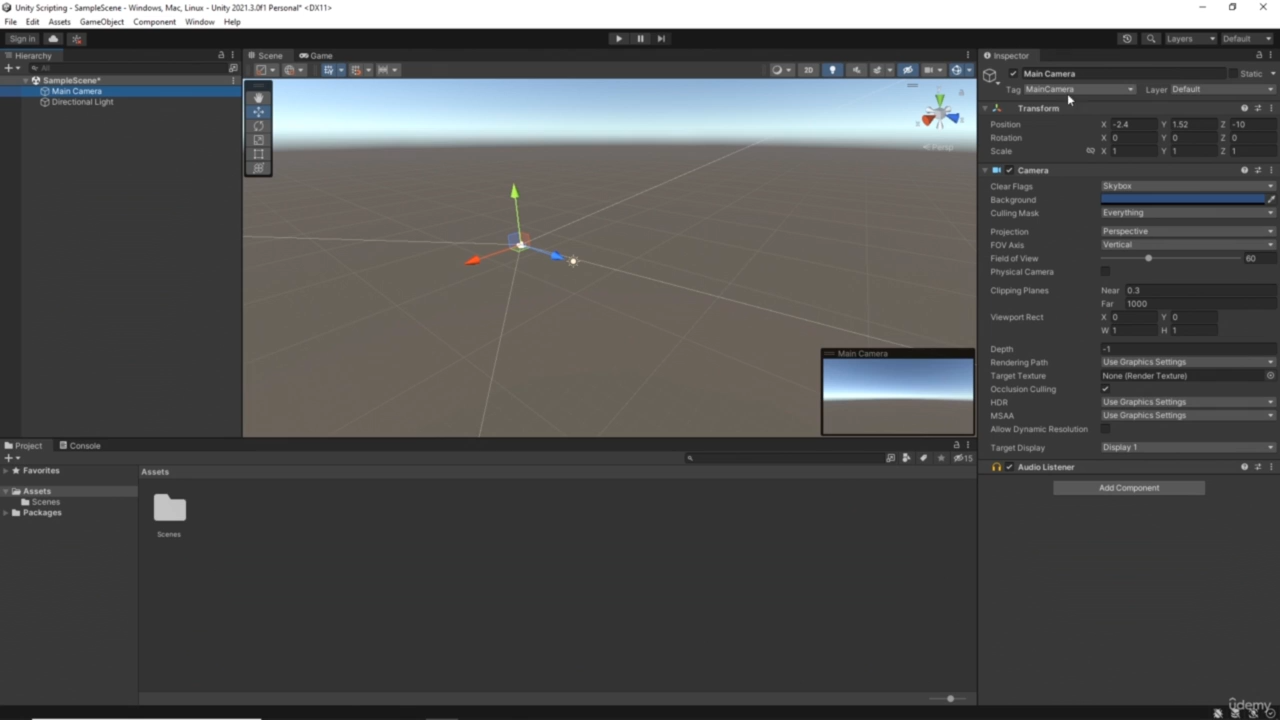 Unity Scripting - SampleScene - Windows, Mac, Linux - Unity 2021.3.0f1 Personal* <DX11>
File Edit Assets GameObject Component Window Help
Sign in
Layers Default
Hierarchy
All
SampleScene*
Main Camera
Directional Light
Scene Game
2D
Persp
Main Camera
Inspector
Main Camera Static
Tag MainCamera Layer Default
Transform
Position X -2.4 Y 1.52 Z -10
Rotation X 0 Y 0 Z 0
Scale X 1 Y 1 Z 1
Camera
Clear Flags Skybox
Background
Culling Mask Everything
Projection Perspective
FOV Axis Vertical
Field of View 60
Physical Camera
Clipping Planes Near 0.3
Far 1000
Viewport Rect X 0 Y 0
W 1 H 1
Depth -1
Rendering Path Use Graphics Settings
Target Texture None (Render Texture)
Occlusion Culling
HDR Use Graphics Settings
MSAA Use Graphics Settings
Allow Dynamic Resolution
Target Display Display 1
Audio Listener
Add Component
Project Console
15
Favorites
Assets
Scenes
Packages
Assets
Scenes
udemy